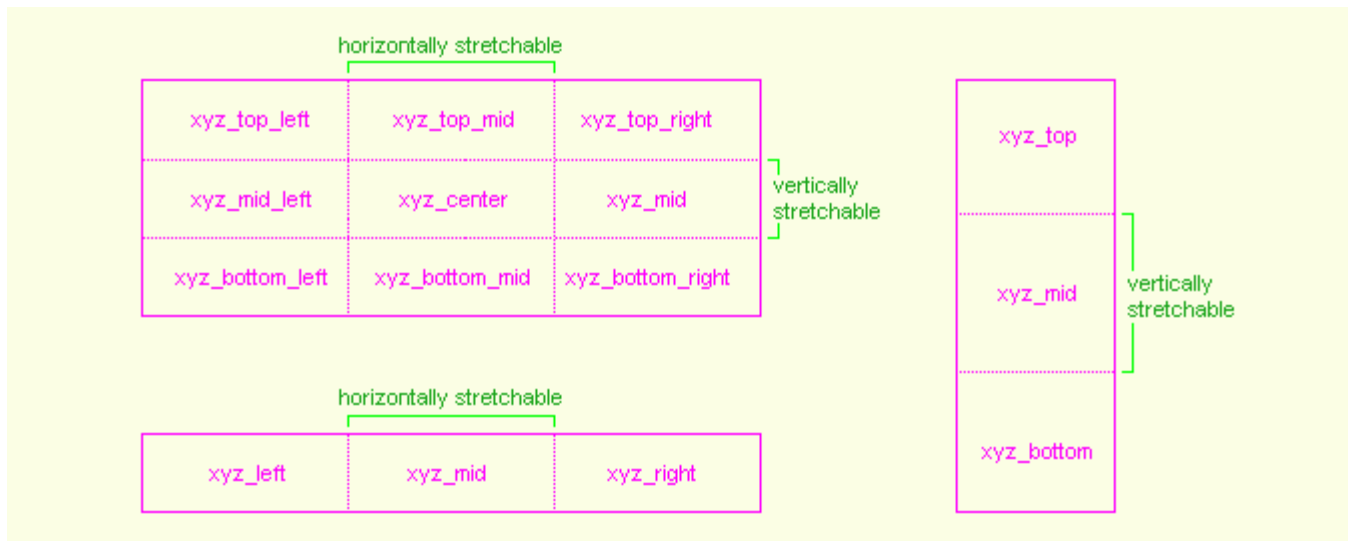 horizontally stretchable
xyz_top_left xyz_top_mid xyz_top_right
xyz_mid_left xyz_center xyz_mid
vertically
stretchable
xyz_bottom_left xyz_bottom_mid xyz_bottom_right
horizontally stretchable
xyz_left xyz_mid xyz_right
xyz_top
xyz_mid
vertically
stretchable
xyz_bottom